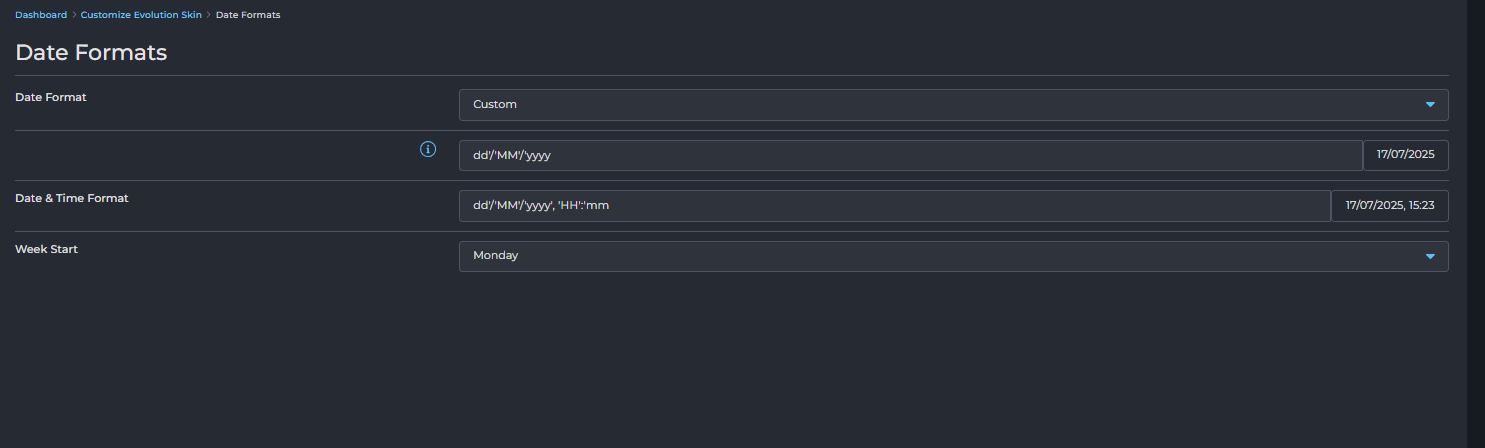 Dashboard > Customize Evolution Skin > Date Formats
Date Formats
Date Format
Custom
dd'/'MM'/'yyyy
17/07/2025
Date & Time Format
dd'/'MM'/'yyyy', 'HH':'mm
17/07/2025, 15:23
Week Start
Monday